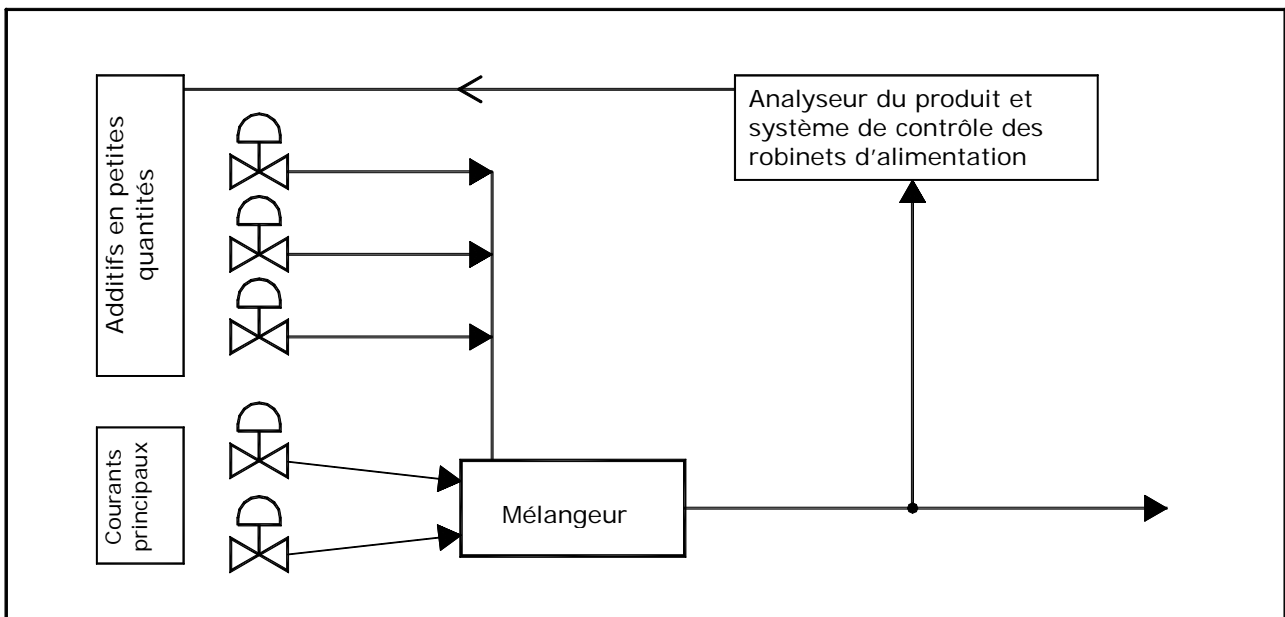 Additifs en petites
quantités
Analyseur du produit et
système de contrôle des
robinets d’alimentation
Courants
principaux
Mélangeur